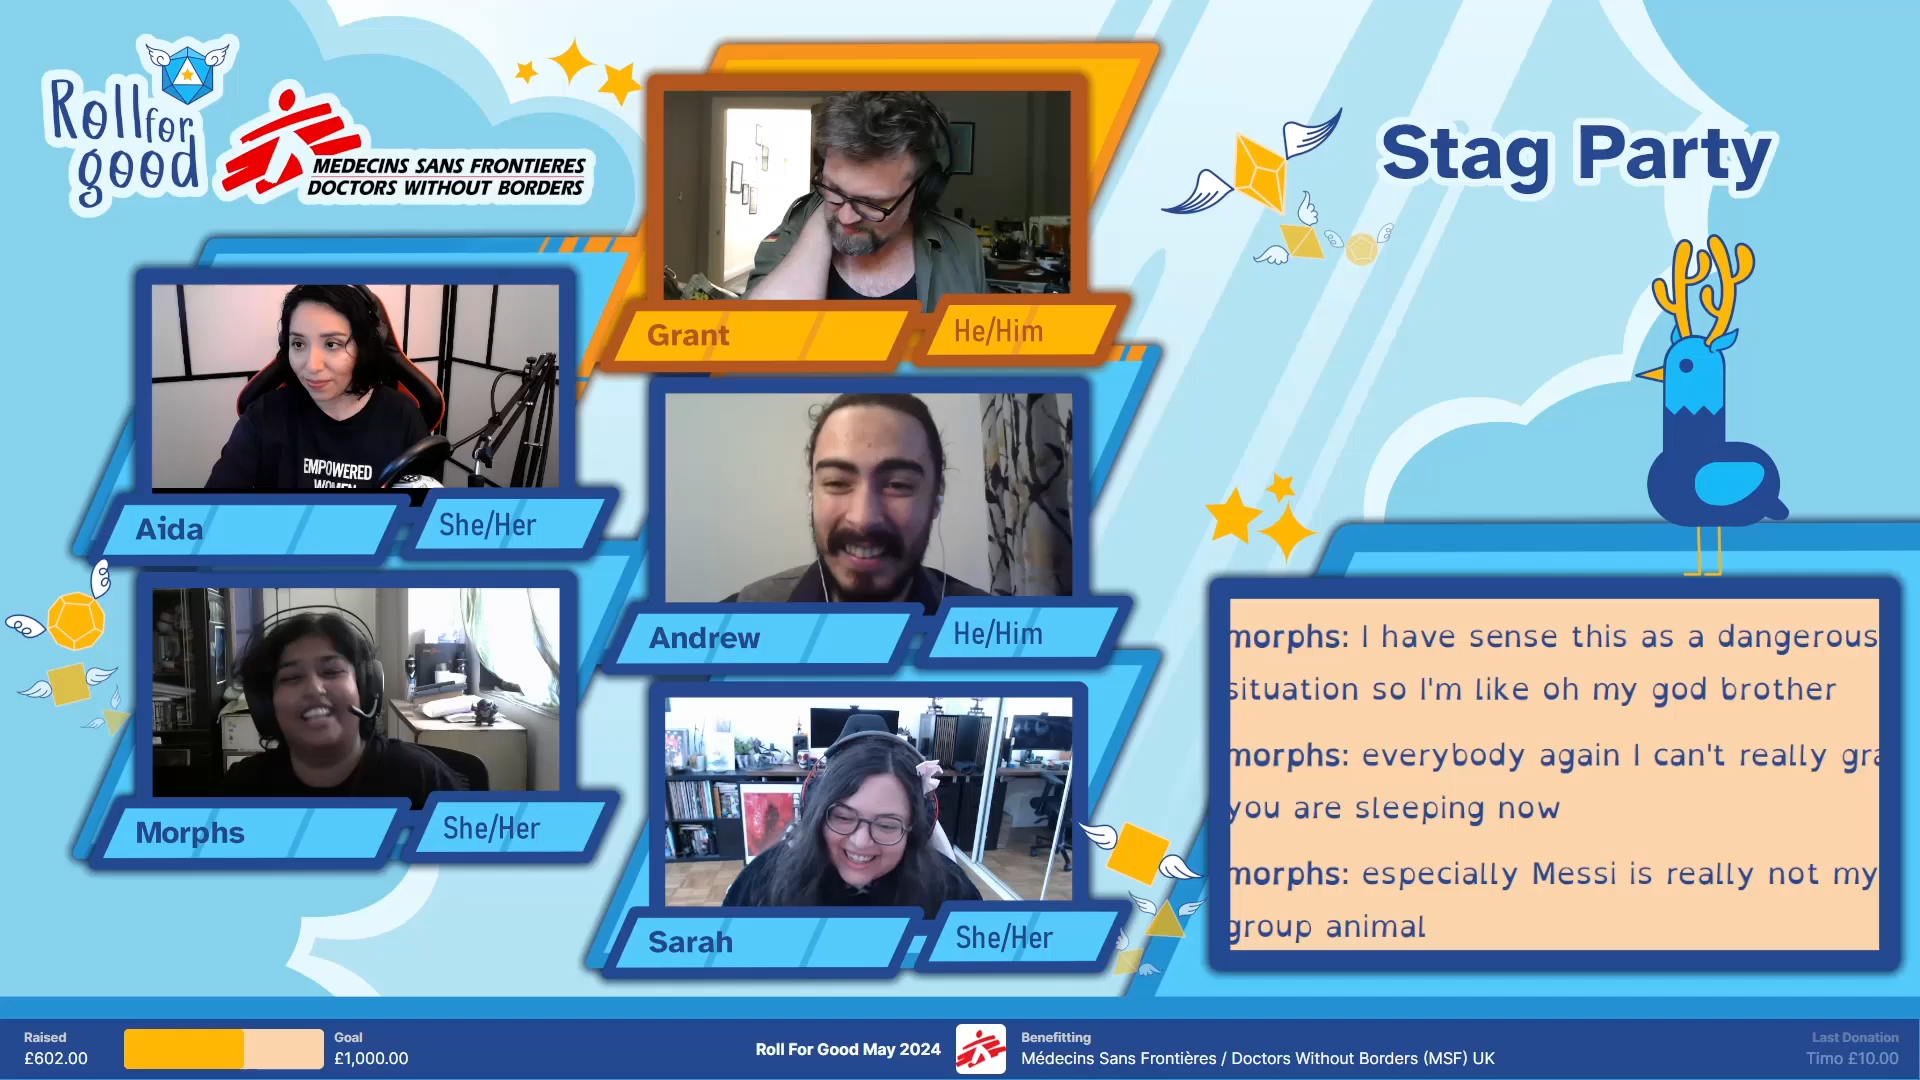 Roll for
good
MEDECINS SANS FRONTIERES
DOCTORS WITHOUT BORDERS
Stag Party
Grant
He/Him
EMPOWERED
WOMEN
Aida
She/Her
Andrew
He/Him
Morphs
She/Her
Sarah
She/Her
morphs: I have sense this as a dangerous
situation so I'm like oh my god brother
morphs: everybody again I can't really
you are sleeping now
morphs: especially Messi is really not my
group animal
Raised
£602.00
Goal
£1,000.00
Roll For Good May 2024
Benefitting
Médecins Sans Frontières / Doctors Without Borders (MSF) UK
Last Donation
Timo £10.00